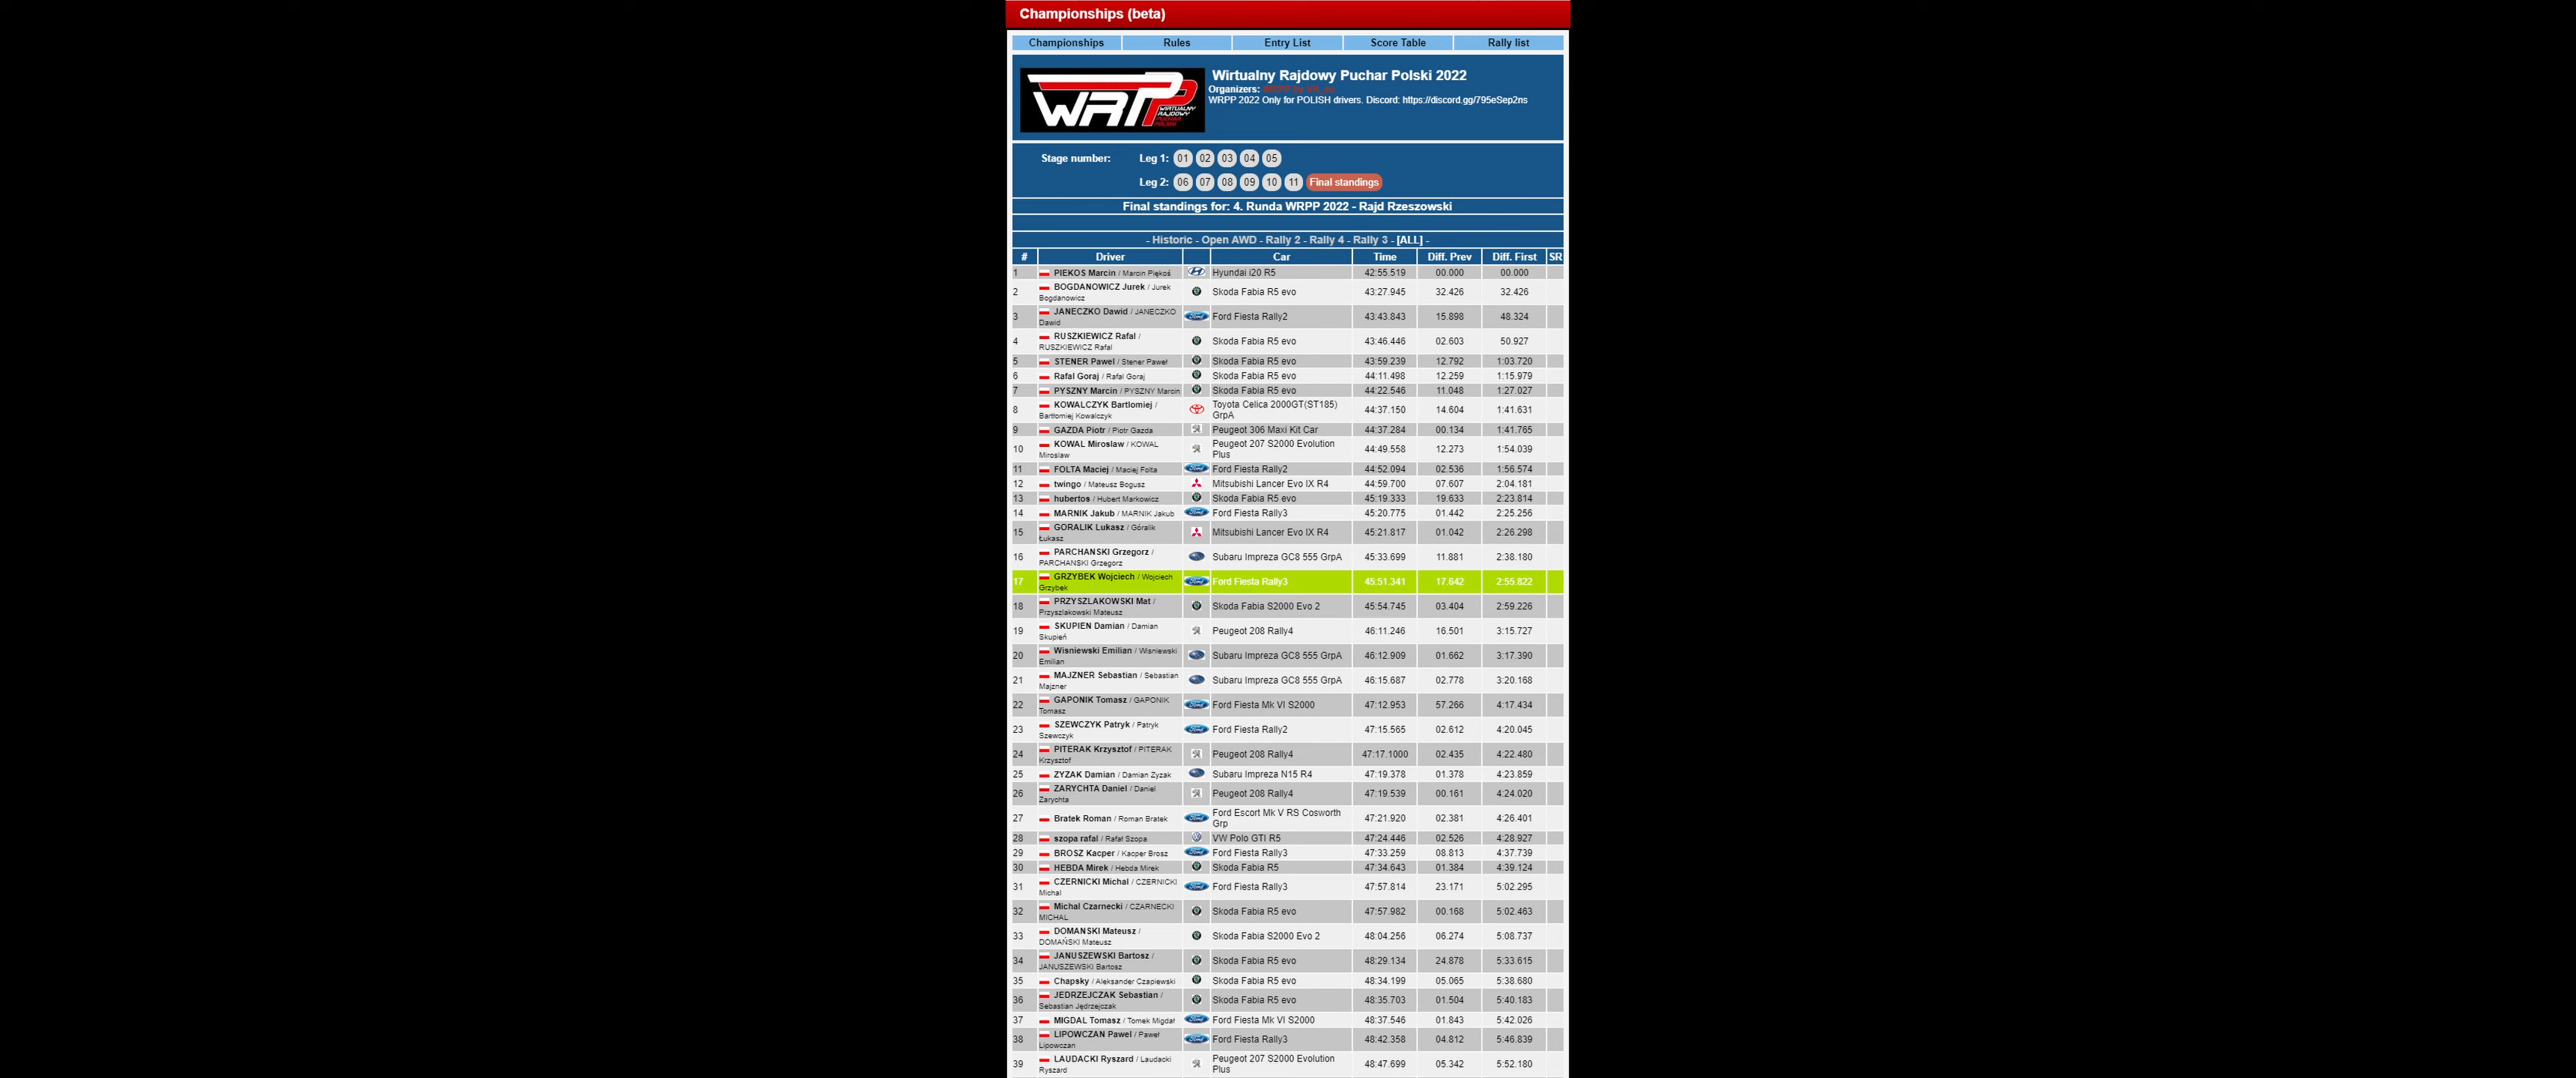 Championships (beta)
Championships Rules Entry List Score Table Rally list
WRPP WIRTUALNY RAJDOWY PUCHAR POLSKI
Wirtualny Rajdowy Puchar Polski 2022
Organizers: WRPP by
WRPP 2022 Only for POLISH drivers. Discord: https://discord.gg/795eSep2ns
Stage number: Leg 1: 01 02 03 04 05
Leg 2: 06 07 08 09 10 11 Final standings
Final standings for: 4. Runda WRPP 2022 - Rajd Rzeszowski
- Historic - Open AWD - Rally 2 - Rally 4 - Rally 3 - [ALL] -
# Driver Car Time Diff. Prev Diff. First SR
1 PIEKOS Marcin / Marcin Piękoś Hyundai i20 R5 42:55.519 00.000 00.000
2 BOGDANOWICZ Jurek / Jurek Bogdanowicz Skoda Fabia R5 evo 43:27.945 32.426 32.426
3 JANECZKO Dawid / JANECZKO Dawid Ford Fiesta Rally2 43:43.843 15.898 48.324
4 RUSZKIEWICZ Rafal / RUSZKIEWICZ Rafal Skoda Fabia R5 evo 43:46.446 02.603 50.927
5 STENER Pawel / Stener Paweł Skoda Fabia R5 evo 43:59.239 12.792 1:03.720
6 Rafal Goraj / Rafal Goraj Skoda Fabia R5 evo 44:11.498 12.259 1:15.979
7 PYSZNY Marcin / PYSZNY Marcin Skoda Fabia R5 evo 44:22.546 11.048 1:27.027
8 KOWALCZYK Bartlomiej / Bartłomiej Kowalczyk Toyota Celica 2000GT(ST185) GrpA 44:37.150 14.604 1:41.631
9 GAZDA Piotr / Piotr Gazda Peugeot 306 Maxi Kit Car 44:37.284 00.134 1:41.765
10 KOWAL Miroslaw / KOWAL Miroslaw Peugeot 207 S2000 Evolution Plus 44:49.558 12.273 1:54.039
11 FOLTA Maciej / Maciej Folta Ford Fiesta Rally2 44:52.094 02.536 1:56.574
12 twingo / Mateusz Bogusz Mitsubishi Lancer Evo IX R4 44:59.700 07.607 2:04.181
13 hubertos / Hubert Markowicz Skoda Fabia R5 evo 45:19.333 19.633 2:23.814
14 MARNIK Jakub / MARNIK Jakub Ford Fiesta Rally3 45:20.775 01.442 2:25.256
15 GORALIK Lukasz / Góralik Łukasz Mitsubishi Lancer Evo IX R4 45:21.817 01.042 2:26.298
16 PARCHANSKI Grzegorz / PARCHANSKI Grzegorz Subaru Impreza GC8 555 GrpA 45:33.699 11.881 2:38.180
17 GRZYBEK Wojciech / Wojciech Grzybek Ford Fiesta Rally3 45:51.341 17.642 2:55.822
18 PRZYSZLAKOWSKI Mat / Przyszlakowski Mateusz Skoda Fabia S2000 Evo 2 45:54.745 03.404 2:59.226
19 SKUPIEN Damian / Damian Skupień Peugeot 208 Rally4 46:11.246 16.501 3:15.727
20 Wisniewski Emilian / Wisniewski Emilian Subaru Impreza GC8 555 GrpA 46:12.909 01.662 3:17.390
21 MAJZNER Sebastian / Sebastian Majzner Subaru Impreza GC8 555 GrpA 46:15.687 02.778 3:20.168
22 GAPONIK Tomasz / GAPONIK Tomasz Ford Fiesta Mk VI S2000 47:12.953 57.266 4:17.434
23 SZEWCZYK Patryk / Patryk Szewczyk Ford Fiesta Rally2 47:15.565 02.612 4:20.045
24 PITERAK Krzysztof / PITERAK Krzysztof Peugeot 208 Rally4 47:17.1000 02.435 4:22.480
25 ZYZAK Damian / Damian Zyzak Subaru Impreza N15 R4 47:19.378 01.378 4:23.859
26 ZARYCHTA Daniel / Daniel Zarychta Peugeot 208 Rally4 47:19.539 00.161 4:24.020
27 Bratek Roman / Roman Bratek Ford Escort Mk V RS Cosworth Grp 47:21.920 02.381 4:26.401
28 szopa rafal / Rafał Szopa VW Polo GTI R5 47:24.446 02.526 4:28.927
29 BROSZ Kacper / Kacper Brosz Ford Fiesta Rally3 47:33.259 08.813 4:37.739
30 HEBDA Mirek / Hebda Mirek Skoda Fabia R5 47:34.643 01.384 4:39.124
31 CZERNICKI Michal / CZERNICKI Michal Ford Fiesta Rally3 47:57.814 23.171 5:02.295
32 Michal Czarnecki / CZARNECKI MICHAL Skoda Fabia R5 evo 47:57.982 00.168 5:02.463
33 DOMANSKI Mateusz / DOMAŃSKI Mateusz Skoda Fabia S2000 Evo 2 48:04.256 06.274 5:08.737
34 JANUSZEWSKI Bartosz / JANUSZEWSKI Bartosz Skoda Fabia R5 evo 48:29.134 24.878 5:33.615
35 Chapsky / Aleksander Czapiewski Skoda Fabia R5 evo 48:34.199 05.065 5:38.680
36 JEDRZEJCZAK Sebastian / Sebastian Jędrzejczak Skoda Fabia R5 evo 48:35.703 01.504 5:40.183
37 MIGDAL Tomasz / Tomek Migdał Ford Fiesta Mk VI S2000 48:37.546 01.843 5:42.026
38 LIPOWCZAN Pawel / Paweł Lipowczan Ford Fiesta Rally3 48:42.358 04.812 5:46.839
39 LAUDACKI Ryszard / Laudacki Ryszard Peugeot 207 S2000 Evolution Plus 48:47.699 05.342 5:52.180